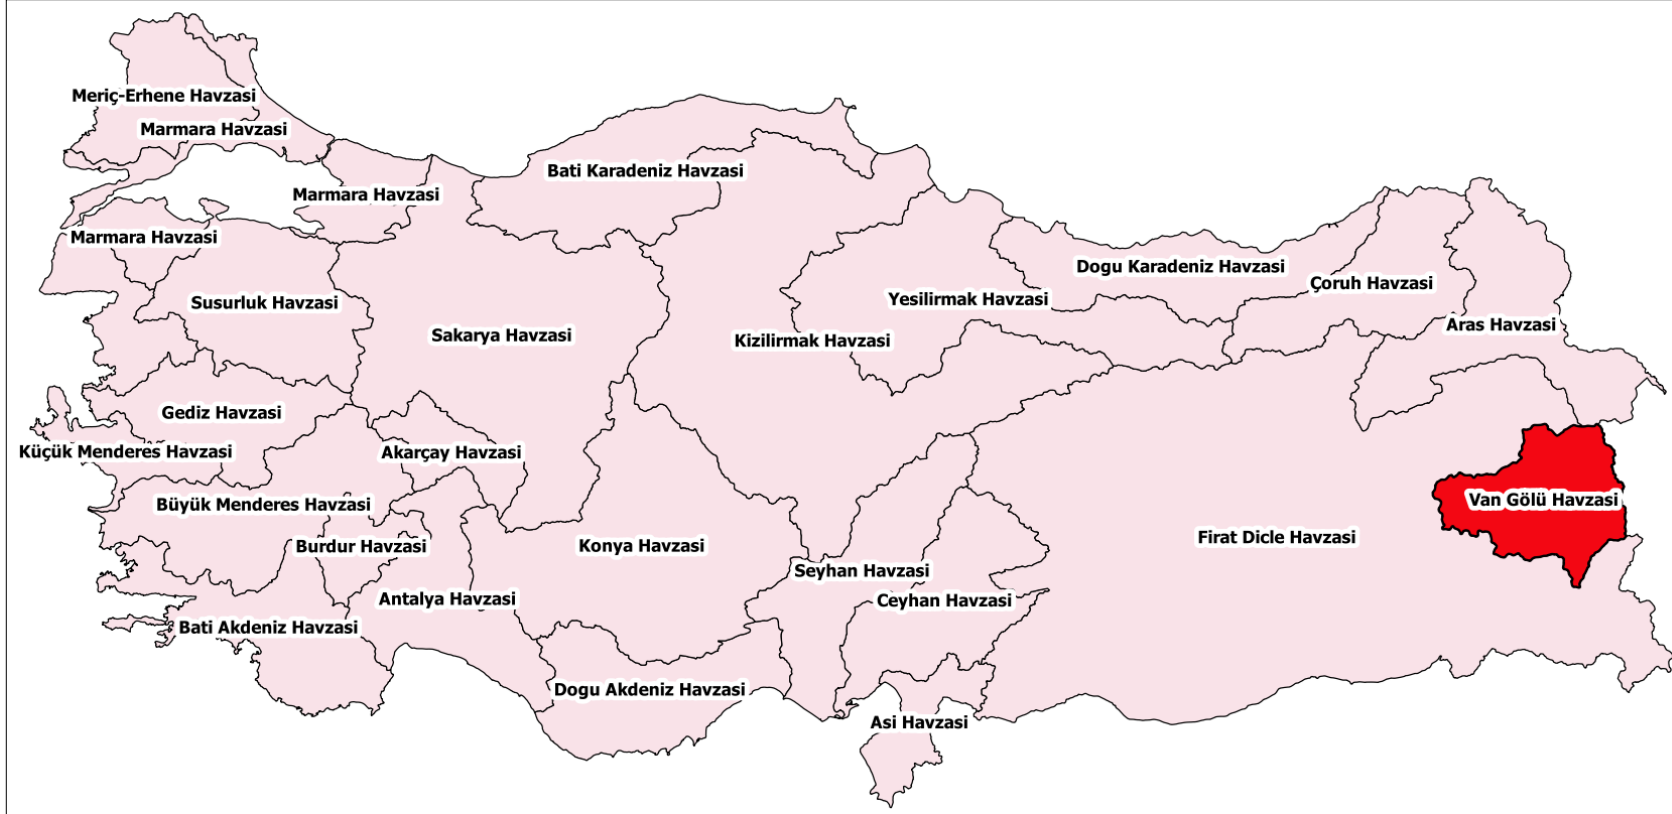 Meriç-Erhene Havzasi
Marmara Havzasi
Bati Karadeniz Havzasi
Marmara Havzasi
Marmara Havzasi
Dogu Karadeniz Havzasi
Çoruh Havzasi
Yesilirmak Havzasi
Susurluk Havzasi
Aras Havzasi
Sakarya Havzasi
Kizilirmak Havzasi
Gediz Havzasi
Küçük Menderes Havzasi
Akarçay Havzasi
Van Gölü Havzasi
Büyük Menderes Havzasi
Firat Dicle Havzasi
Burdur Havzasi
Konya Havzasi
Seyhan Havzasi
Antalya Havzasi
Ceyhan Havzasi
Bati Akdeniz Havzasi
Dogu Akdeniz Havzasi
Asi Havzasi